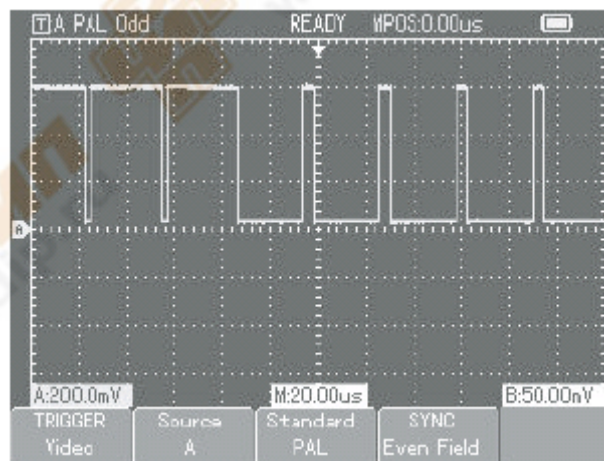 T A PAL Odd READY MPOS:0.00us
A
A:200.0mV M:20.00us B:50.00mV
TRIGGER Source Standard SYNC
Video A PAL Even Field